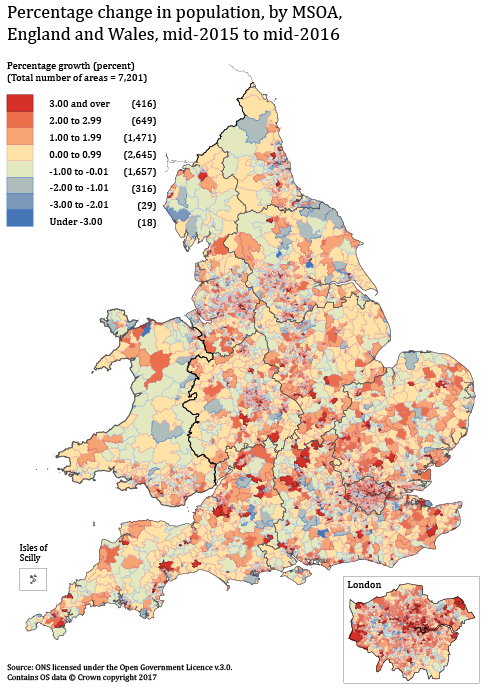 Percentage change in population, by MSOA,
England and Wales, mid-2015 to mid-2016
Percentage growth (percent)
(Total number of areas = 7,201)
3.00 and over (416)
2.00 to 2.99 (649)
1.00 to 1.99 (1,471)
0.00 to 0.99 (2,645)
-1.00 to -0.01 (1,657)
-2.00 to -1.01 (316)
-3.00 to -2.01 (29)
Under -3.00 (18)
Isles of
Scilly
London
Source: ONS licensed under the Open Government Licence v.3.0.
Contains OS data © Crown copyright 2017